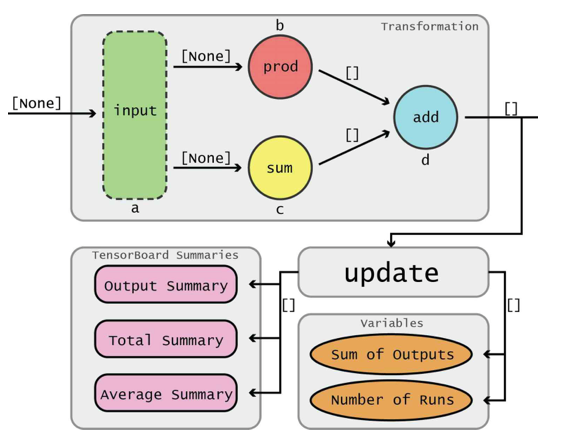 Transformation
b
[None]
prod
[]
[None]
input
add
[]
[]
[None]
sum
d
a
c
TensorBoard Summaries
Output Summary
Total Summary
Average Summary
update
[]
[]
Variables
Sum of Outputs
Number of Runs